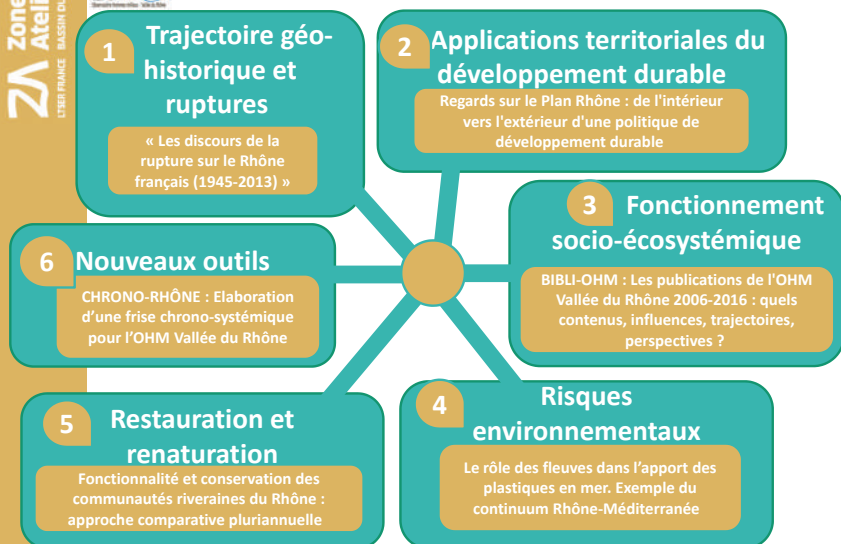 Zone
Atelie
ZA
LTSER FRANCE BASSIN DU
1
Trajectoire géo-
historique et
ruptures
« Les discours de la
rupture sur le Rhône
français (1945-2013) »
2
Applications territoriales du
développement durable
Regards sur le Plan Rhône : de l'intérieur
vers l'extérieur d'une politique de
développement durable
3 Fonctionnement
socio-écosystémique
BIBLI-OHM : Les publications de l'OHM
Vallée du Rhône 2006-2016 : quels
contenus, influences, trajectoires,
perspectives ?
4
Risques
environnementaux
Le rôle des fleuves dans l’apport des
plastiques en mer. Exemple du
continuum Rhône-Méditerranée
5
Restauration et
renaturation
Fonctionnalité et conservation des
communautés riveraines du Rhône :
approche comparative pluriannuelle
6 Nouveaux outils
CHRONO-RHÔNE : Elaboration
d’une frise chrono-systémique
pour l’OHM Vallée du Rhône